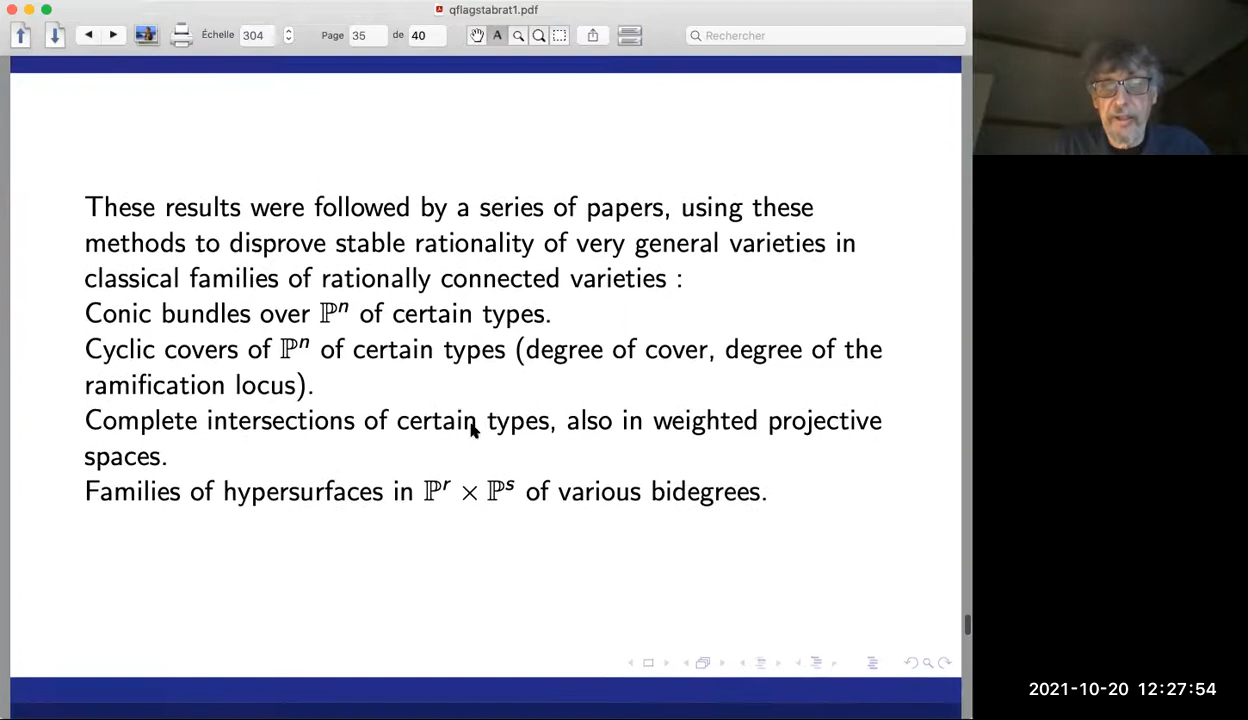 qflagstabrat1.pdf
Échelle 304 Page 35 de 40 A Rechercher
These results were followed by a series of papers, using these
methods to disprove stable rationality of very general varieties in
classical families of rationally connected varieties :
Conic bundles over ℙⁿ of certain types.
Cyclic covers of ℙⁿ of certain types (degree of cover, degree of the
ramification locus).
Complete intersections of certain types, also in weighted projective
spaces.
Families of hypersurfaces in ℙʳ × ℙˢ of various bidegrees.
2021-10-20 12:27:54